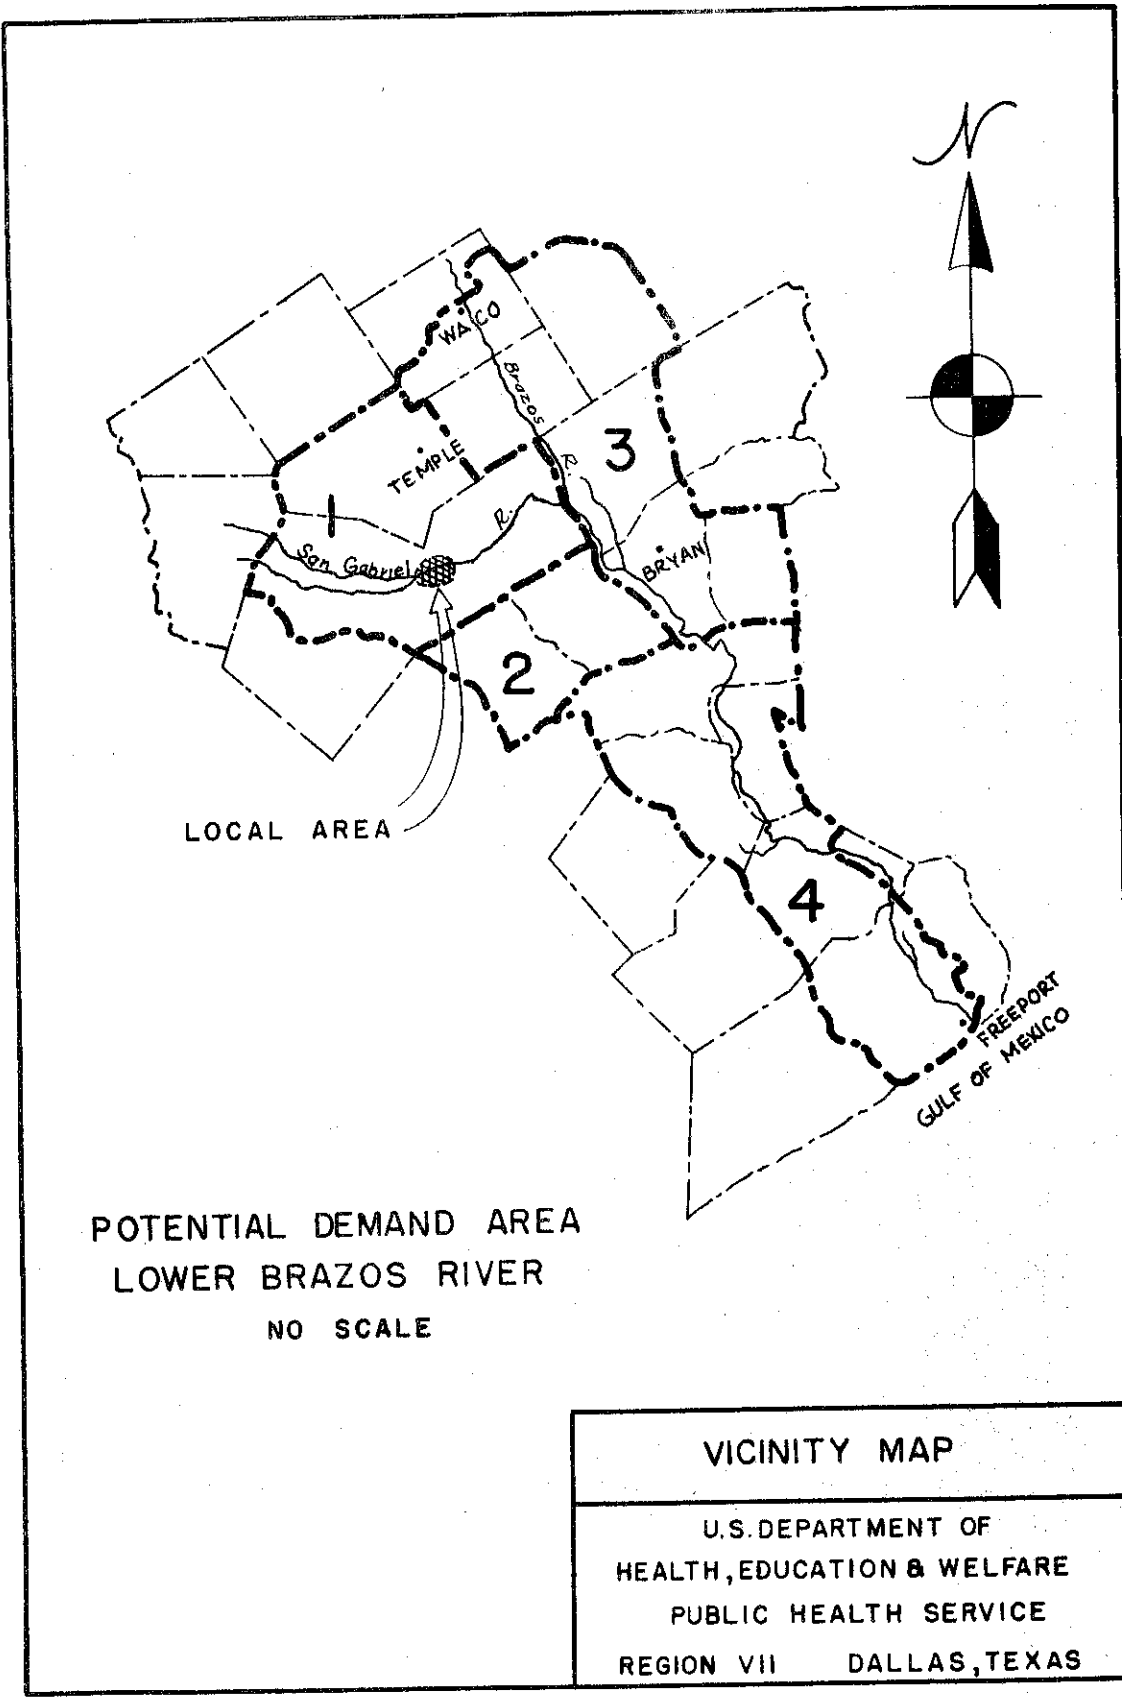 N
WACO
Brazos
R.
3
TEMPLE
1
R.
San Gabriel
BRYAN
2
LOCAL AREA
4
FREEPORT
GULF OF MEXICO
POTENTIAL DEMAND AREA
LOWER BRAZOS RIVER
NO SCALE
VICINITY MAP
U.S. DEPARTMENT OF
HEALTH, EDUCATION & WELFARE
PUBLIC HEALTH SERVICE
REGION VII DALLAS, TEXAS